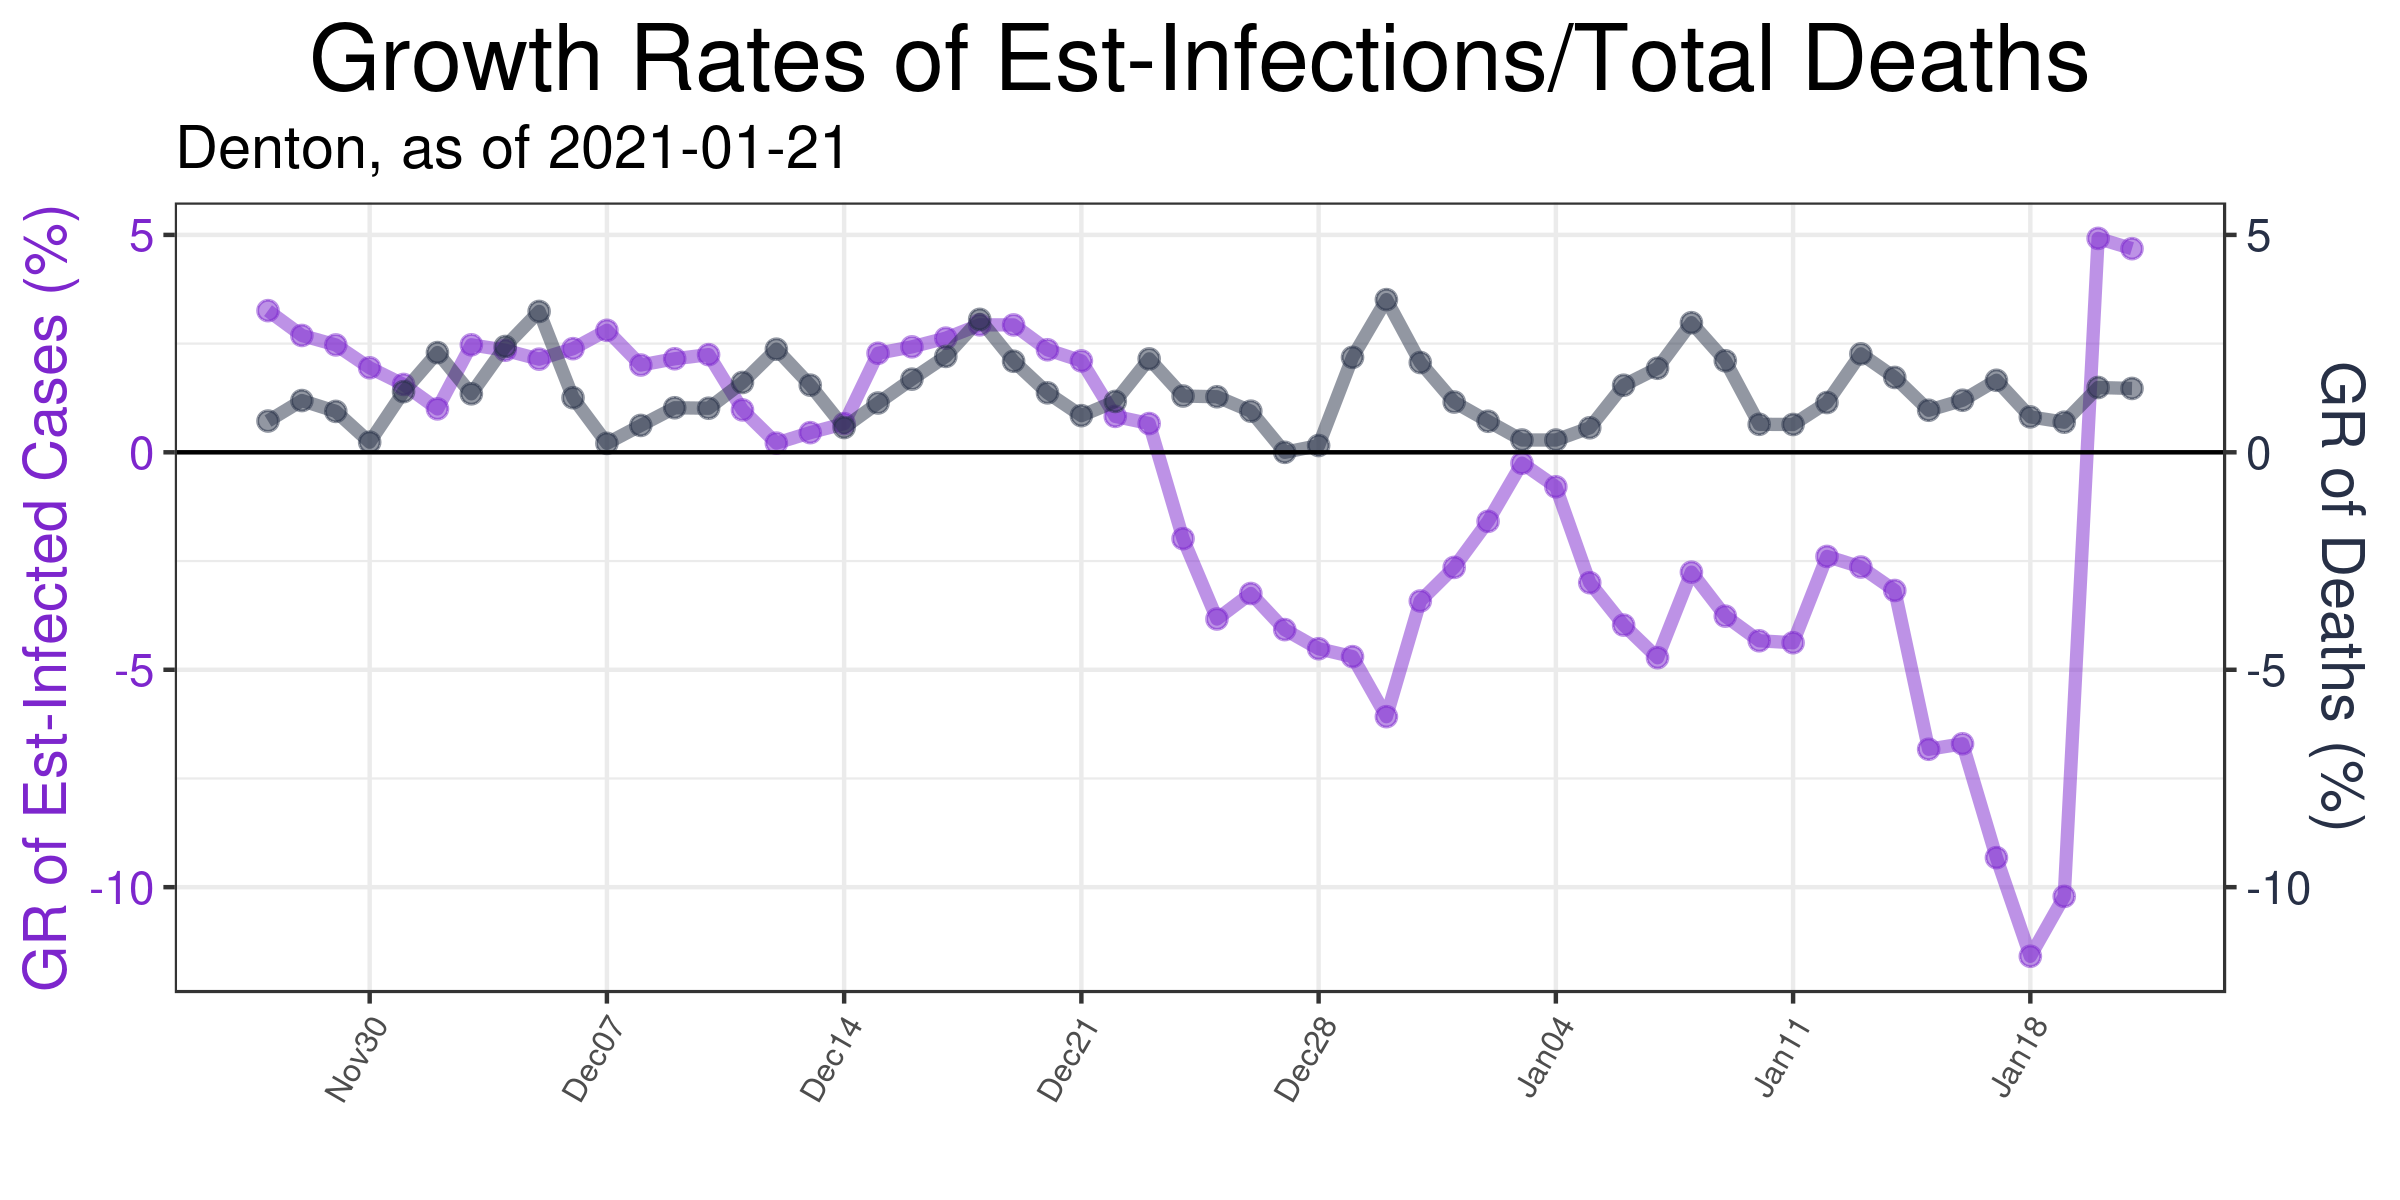 Growth Rates of Est-Infections/Total Deaths
Denton, as of 2021-01-21
GR of Est-Infected Cases (%)
5
0
-5
-10
5
0
-5
-10
GR of Deaths (%)
Nov30
Dec07
Dec14
Dec21
Dec28
Jan04
Jan11
Jan18